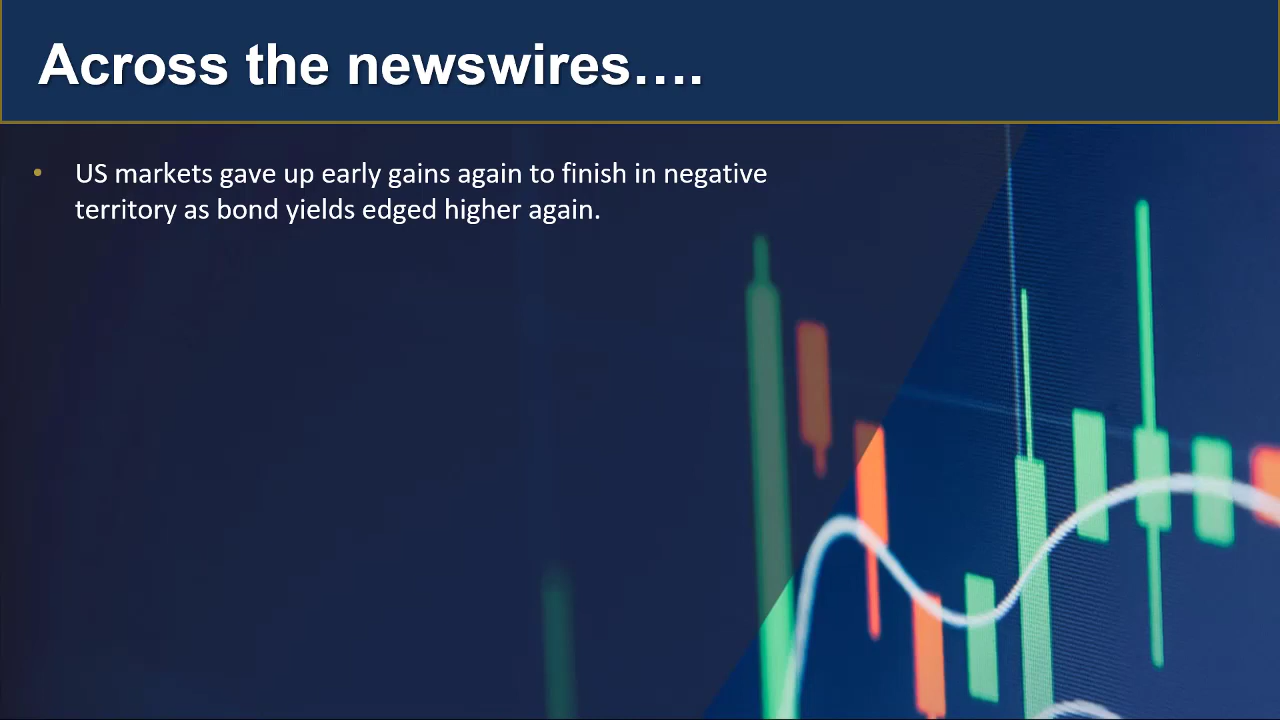 Across the newswires….
• US markets gave up early gains again to finish in negative
territory as bond yields edged higher again.